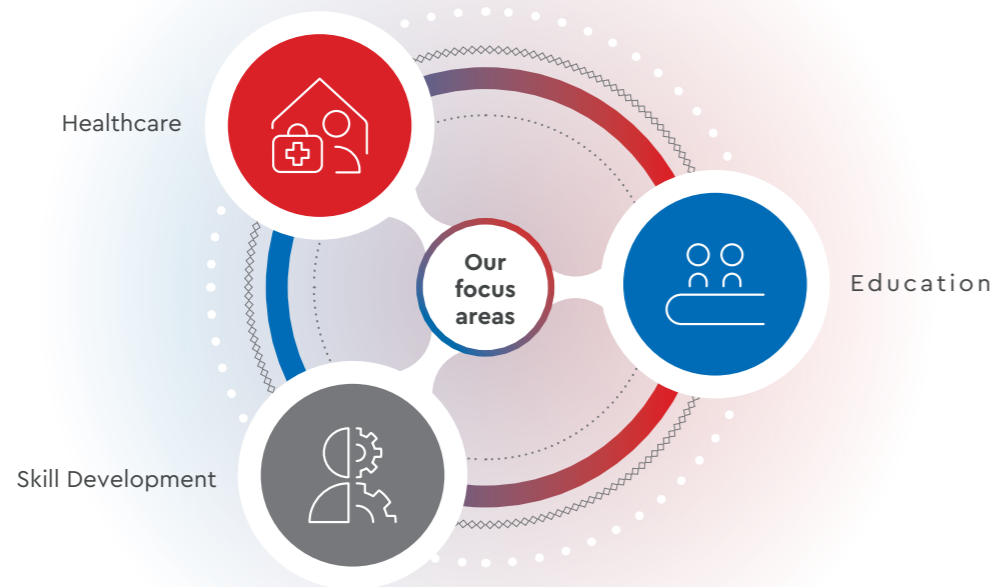 Healthcare
Our
focus
areas
Education
Skill Development